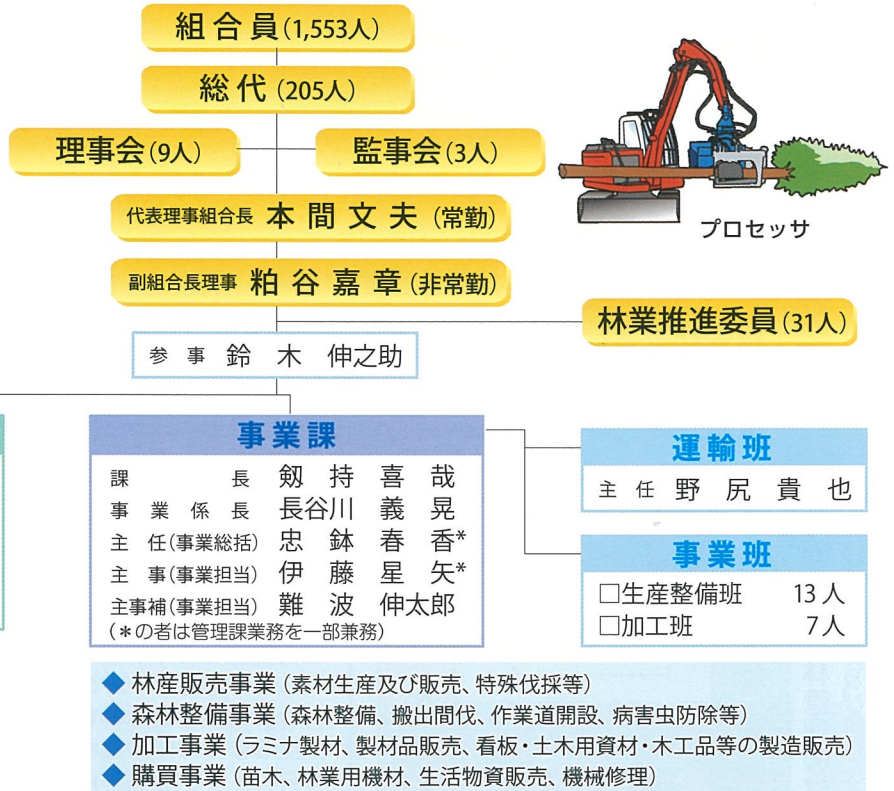 組合員(1,553人)
総代(205人)
理事会(9人)
監事会(3人)
代表理事組合長 本間文夫(常勤)
プロセッサ
副組合長理事 粕谷嘉章(非常勤)
林業推進委員(31人)
参事 鈴木 伸之助
事業課
課長 剱持喜哉
事業係長 長谷川義晃
主任(事業総括) 忠鉢春香*
主事(事業担当) 伊藤星矢*
主事補(事業担当) 難波伸太郎
(*の者は管理課業務を一部兼務)
運輸班
主任 野尻貴也
事業班
□生産整備班 13人
□加工班 7人
◆ 林産販売事業(素材生産及び販売、特殊伐採等)
◆ 森林整備事業(森林整備、搬出間伐、作業道開設、病害虫防除等)
◆ 加工事業(ラミナ製材、製材品販売、看板・土木用資材・木工品等の製造販売)
◆ 購買事業(苗木、林業用機材、生活物資販売、機械修理)